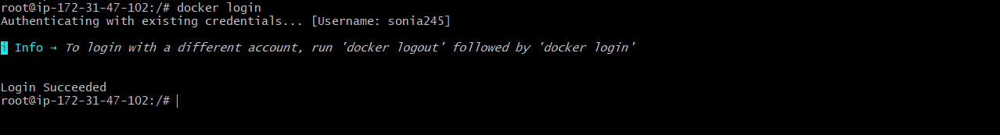 root@ip-172-31-47-102:/# docker login
Authenticating with existing credentials... [Username: sonia245]
i Info → To login with a different account, run 'docker logout' followed by 'docker login'
Login Succeeded
root@ip-172-31-47-102:/#